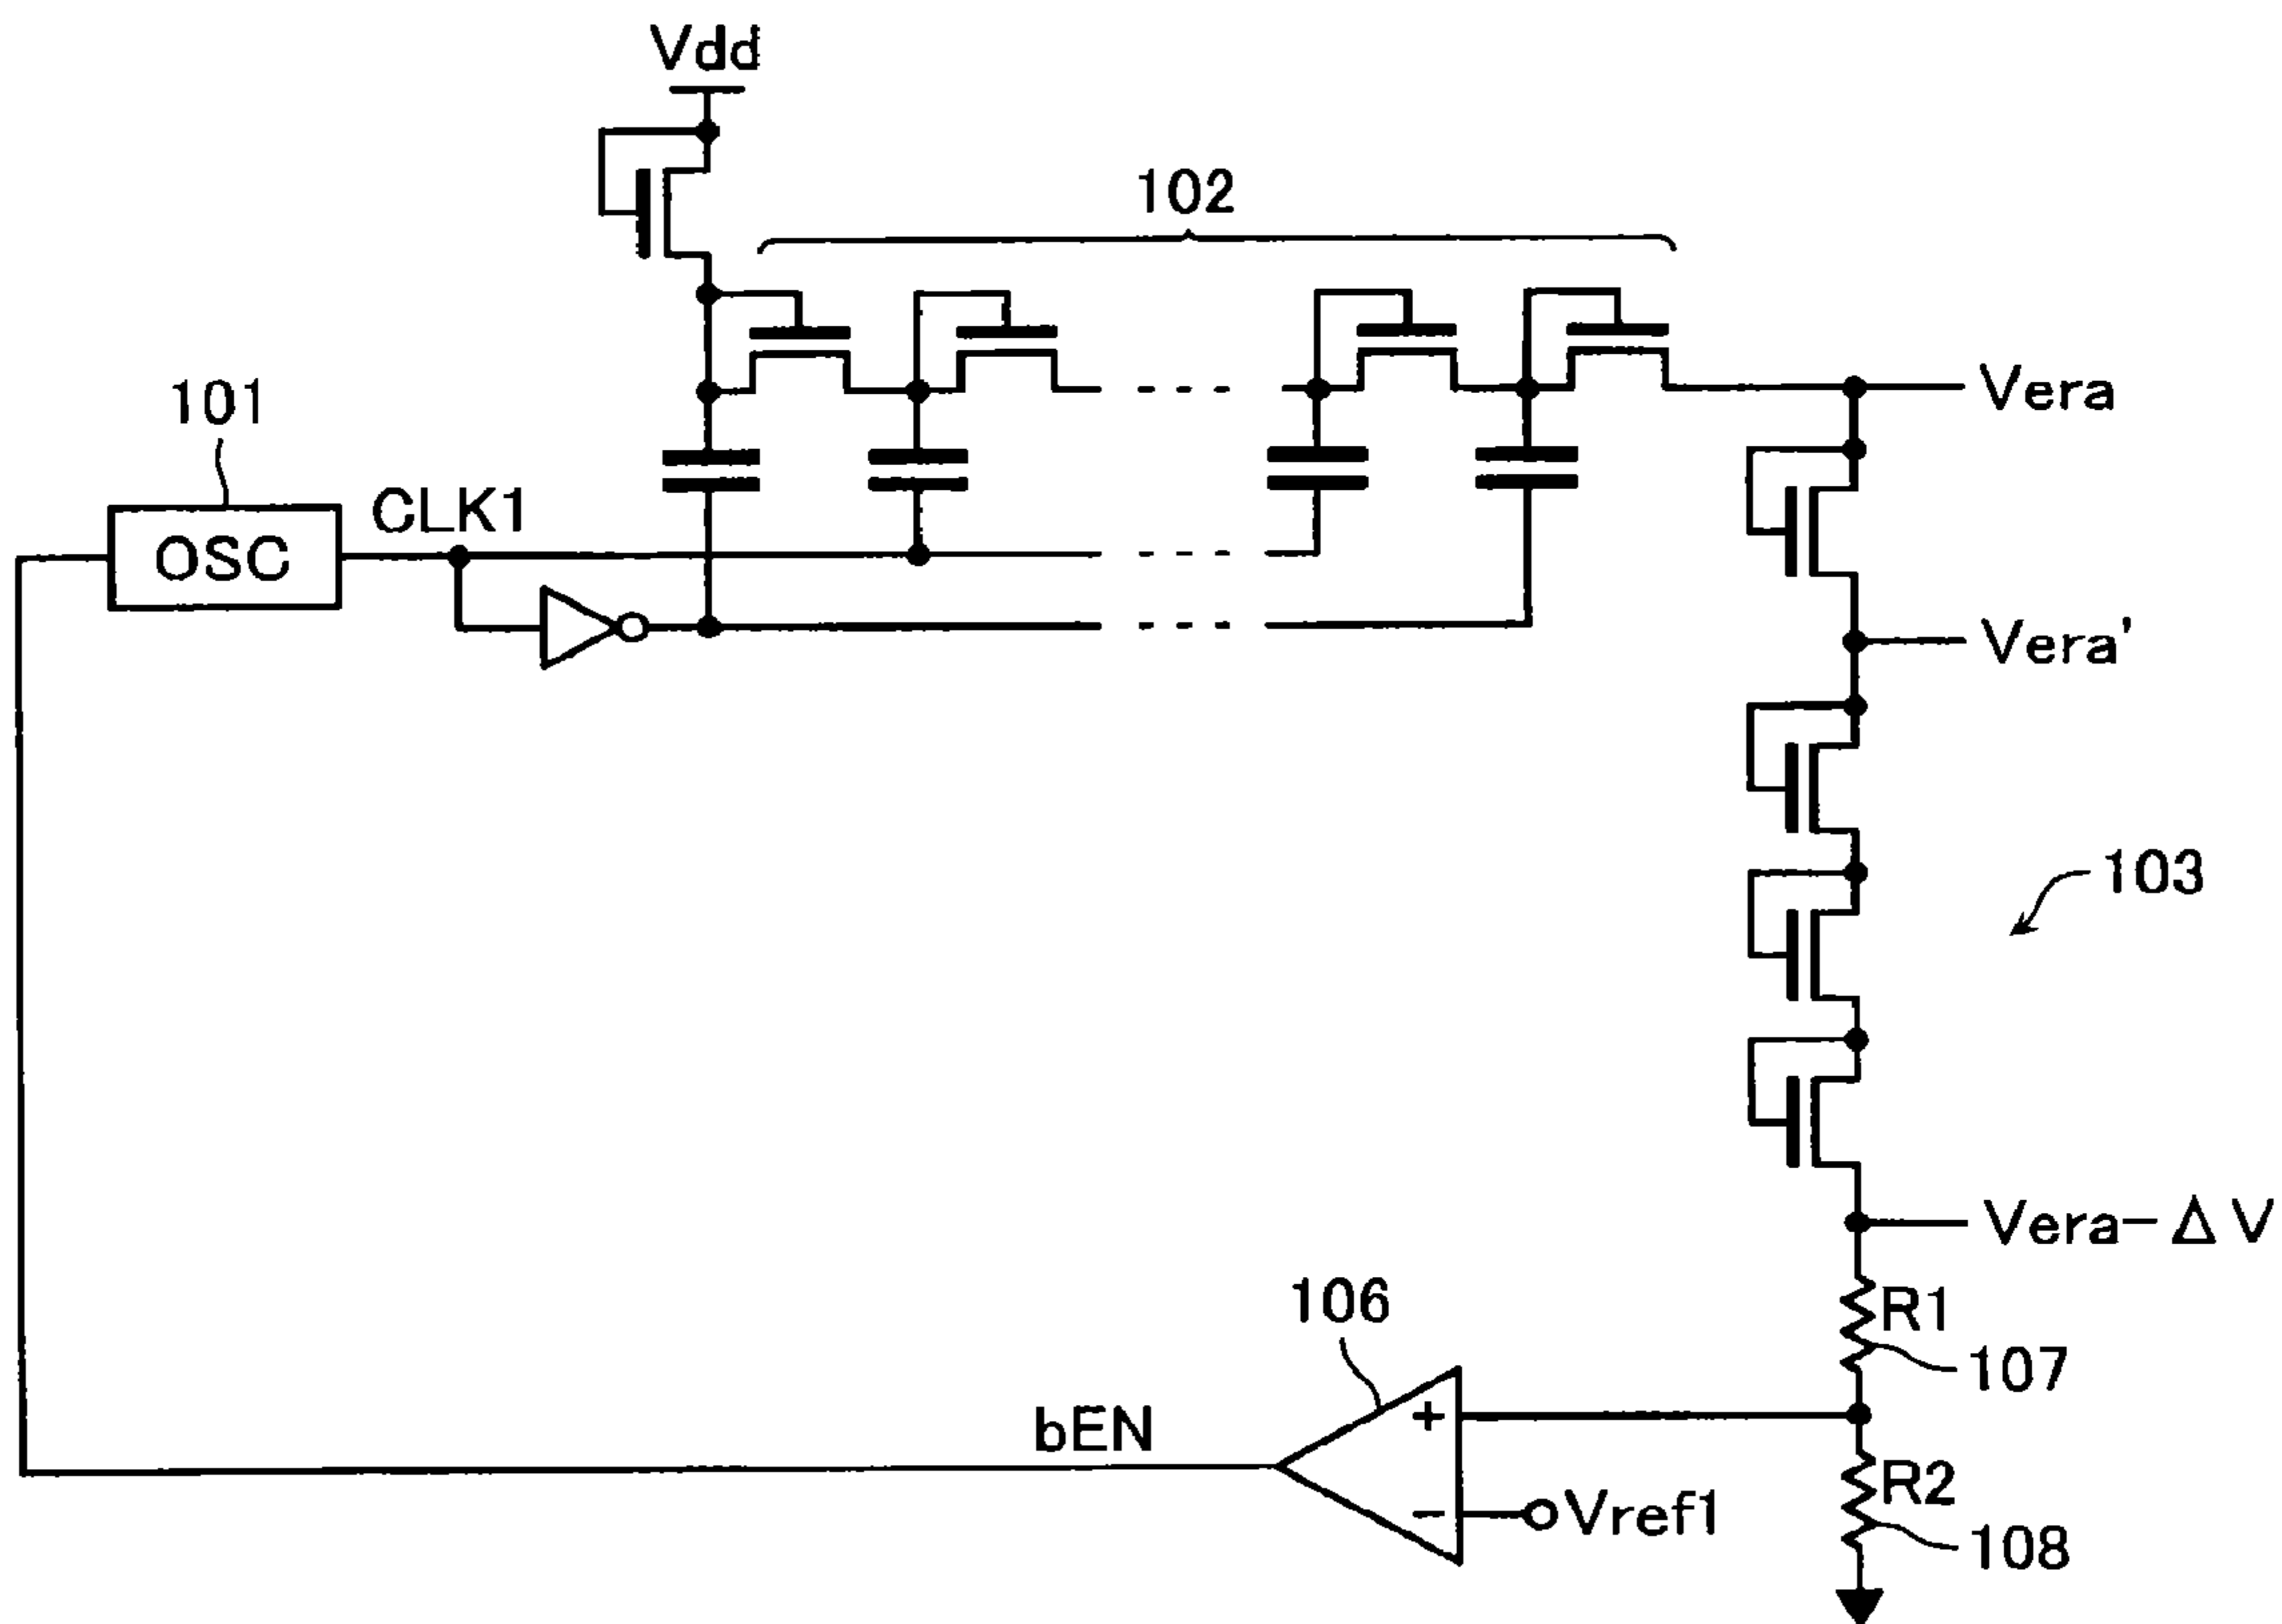 Vdd
102
101
Vera
OSC
CLK1
Vera'
103
Vera−ΔV
106
R1
107
+
bEN
R2
−
Vref1
108